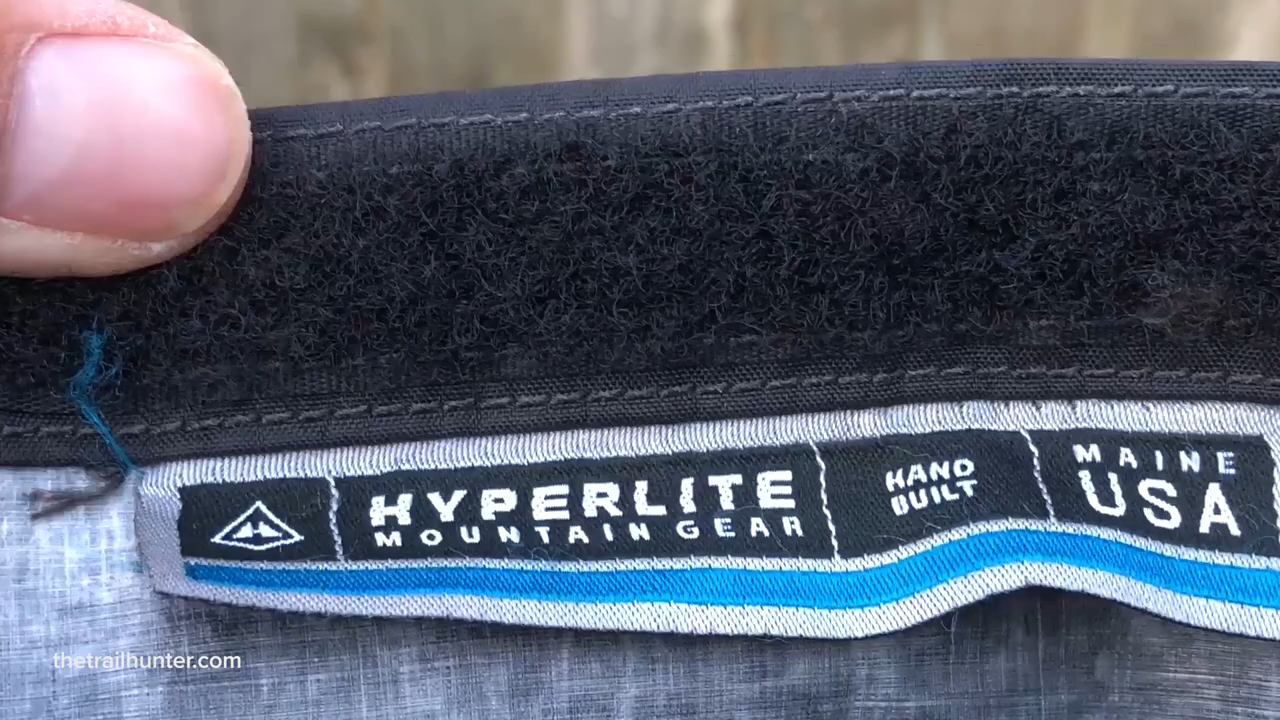 HYPERLITE
MOUNTAIN GEAR
HAND
BUILT
MAINE
USA
thetrailhunter.com